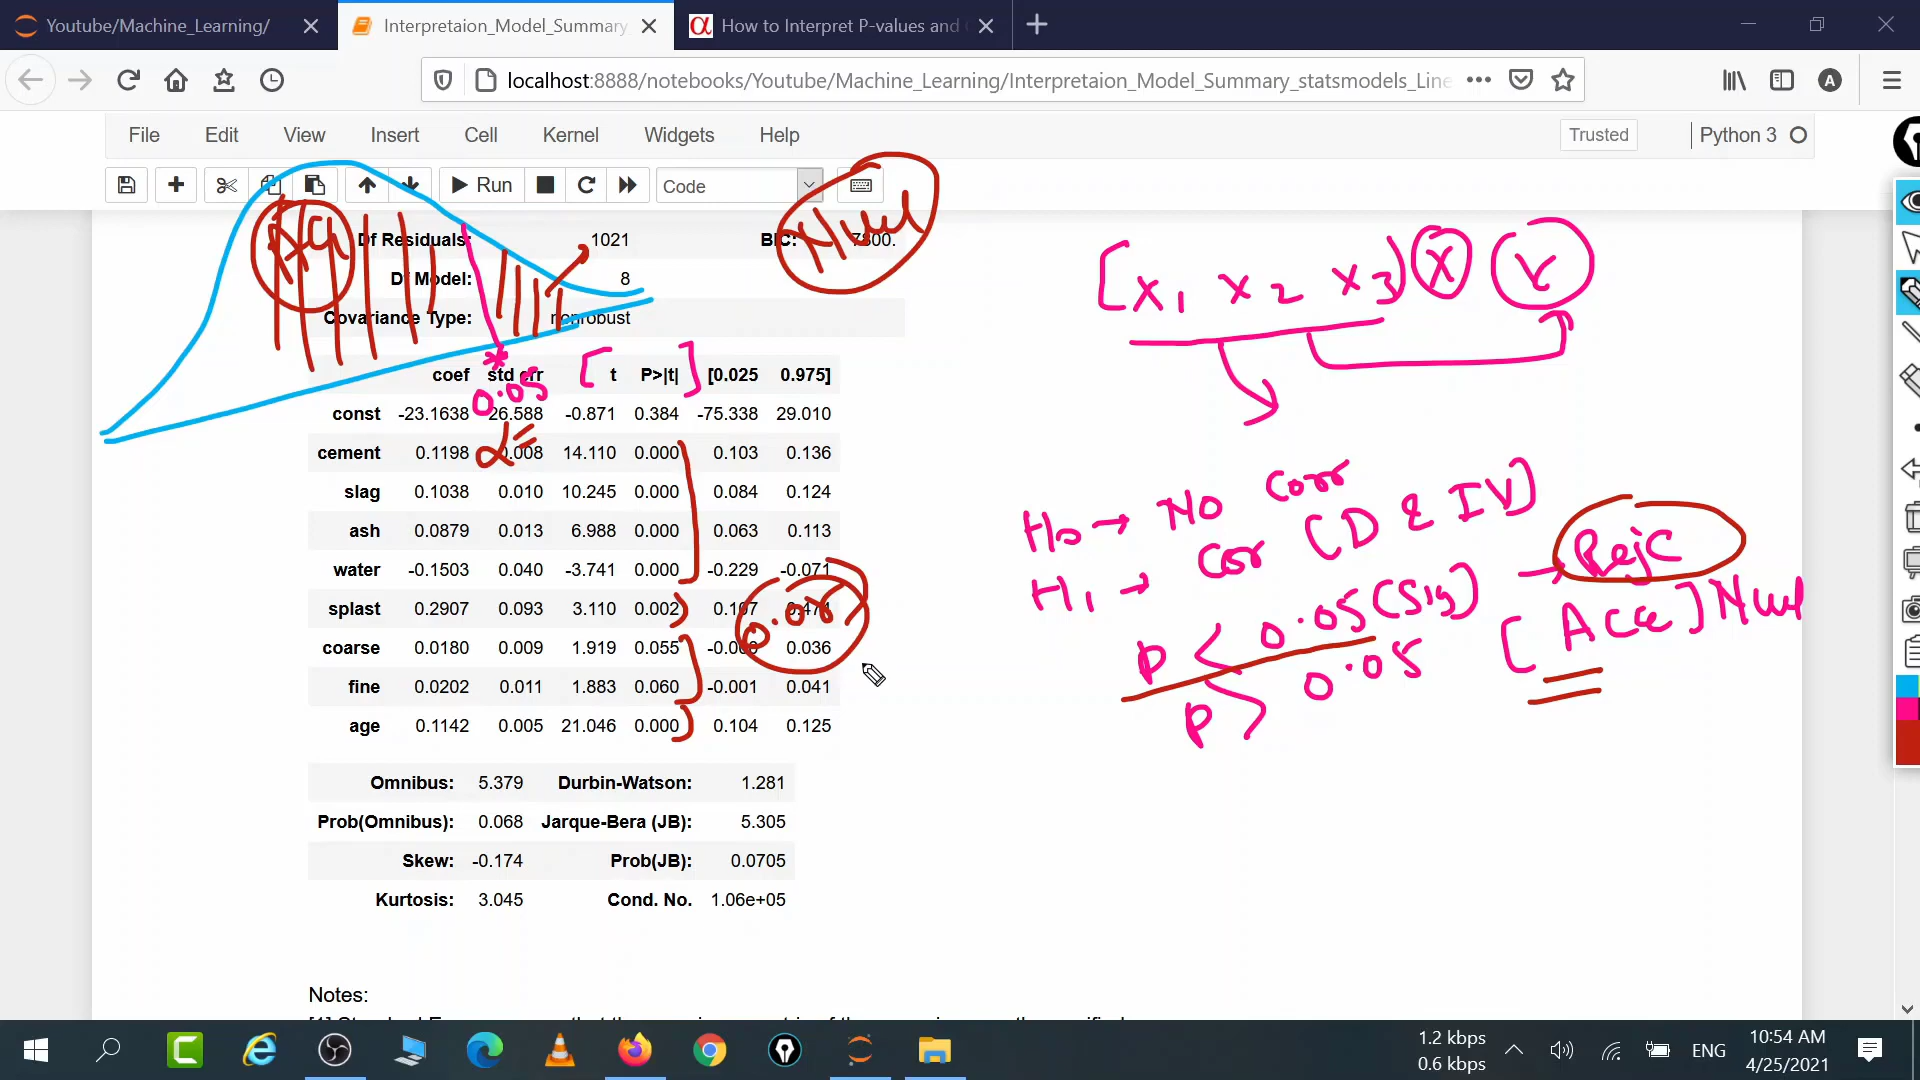 Youtube/Machine_Learning/
Interpretaion_Model_Summary_
How to Interpret P-values and
localhost:8888/notebooks/Youtube/Machine_Learning/Interpretaion_Model_Summary_statsmodels_Line
A
File Edit View Insert Cell Kernel Widgets Help
Trusted Python 3
Run Code
Null
Df Residuals: 1021 BIC: 7800.
Df Model: 8
Covariance Type: nonrobust
[X1 X2 X3) X Y
coef std err [ t P>|t| ] [0.025 0.975]
0.05
const -23.1638 26.588 -0.871 0.384 -75.338 29.010
α =
cement 0.1198 0.008 14.110 0.000 0.103 0.136
slag 0.1038 0.010 10.245 0.000 0.084 0.124
ash 0.0879 0.013 6.988 0.000 0.063 0.113
water -0.1503 0.040 -3.741 0.000 -0.229 -0.071
splast 0.2907 0.093 3.110 0.002
0.05
coarse 0.0180 0.009 1.919 0.055 0.036
fine 0.0202 0.011 1.883 0.060 -0.001 0.041
age 0.1142 0.005 21.046 0.000 0.104 0.125
H0 → No Corr
H1 → Cor (D & IV)
P < 0.05 (Sig) → Rejc
P > 0.05 [Acc] Null
Omnibus: 5.379 Durbin-Watson: 1.281
Prob(Omnibus): 0.068 Jarque-Bera (JB): 5.305
Skew: -0.174 Prob(JB): 0.0705
Kurtosis: 3.045 Cond. No. 1.06e+05
Notes:
1.2 kbps
0.6 kbps
ENG
10:54 AM
4/25/2021